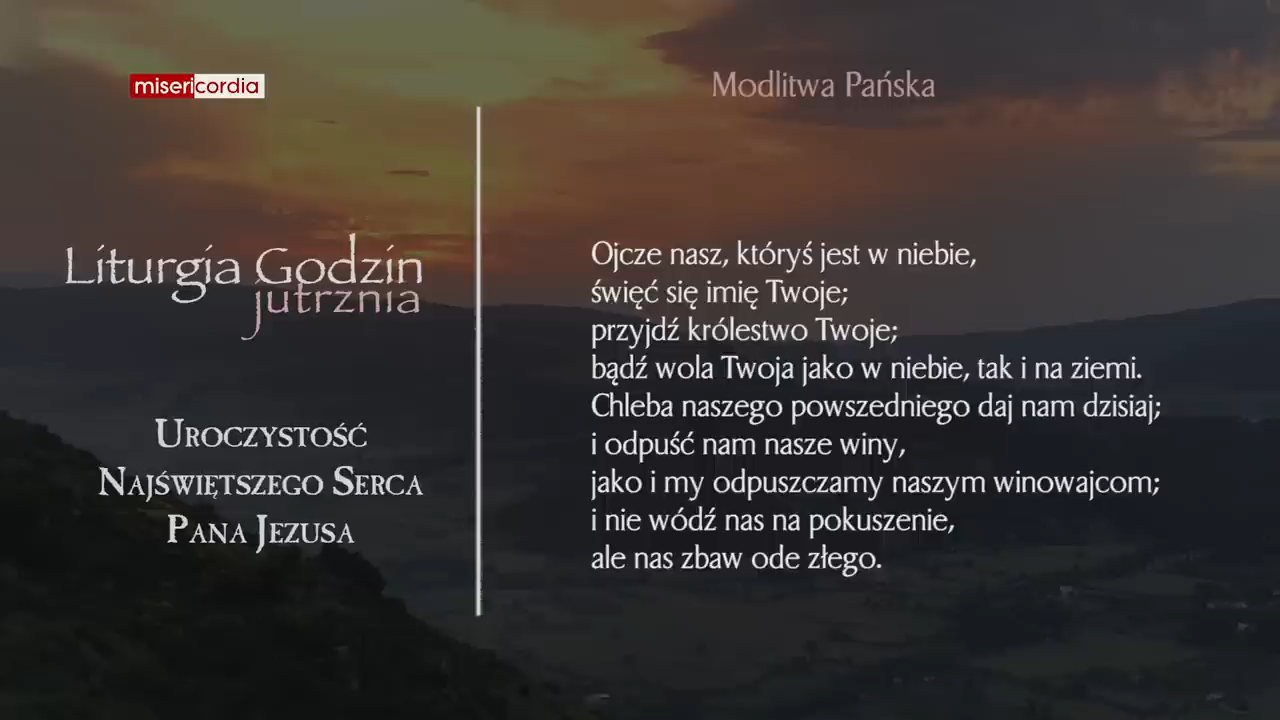 misericordia
Liturgia Godzin
jutrznia
Uroczystość
Najświętszego Serca
Pana Jezusa
Modlitwa Pańska
Ojcze nasz, któryś jest w niebie,
święć się imię Twoje;
przyjdź królestwo Twoje;
bądź wola Twoja jako w niebie, tak i na ziemi.
Chleba naszego powszedniego daj nam dzisiaj;
i odpuść nam nasze winy,
jako i my odpuszczamy naszym winowajcom;
i nie wódź nas na pokuszenie,
ale nas zbaw ode złego.